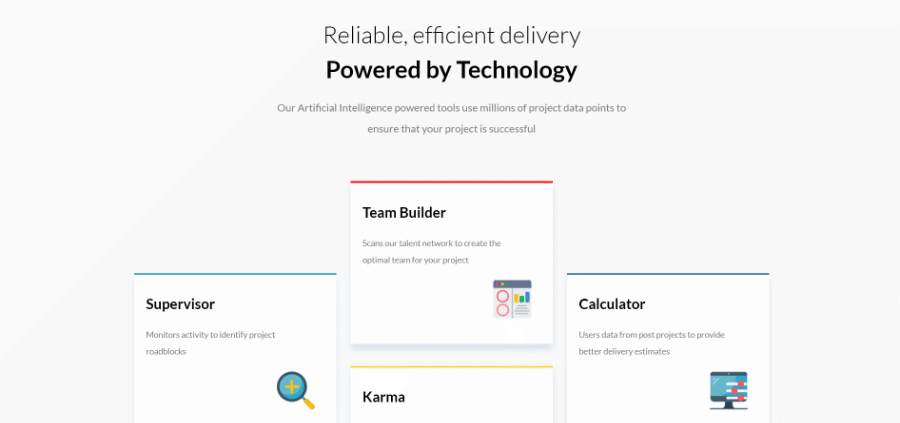 Reliable, efficient delivery
Powered by Technology
Our Artificial Intelligence powered tools use millions of project data points to
ensure that your project is successful
Team Builder
Scans our talent network to create the
optimal team for your project
Supervisor
Monitors activity to identify project
roadblocks
Calculator
Users data from post projects to provide
better delivery estimates
Karma